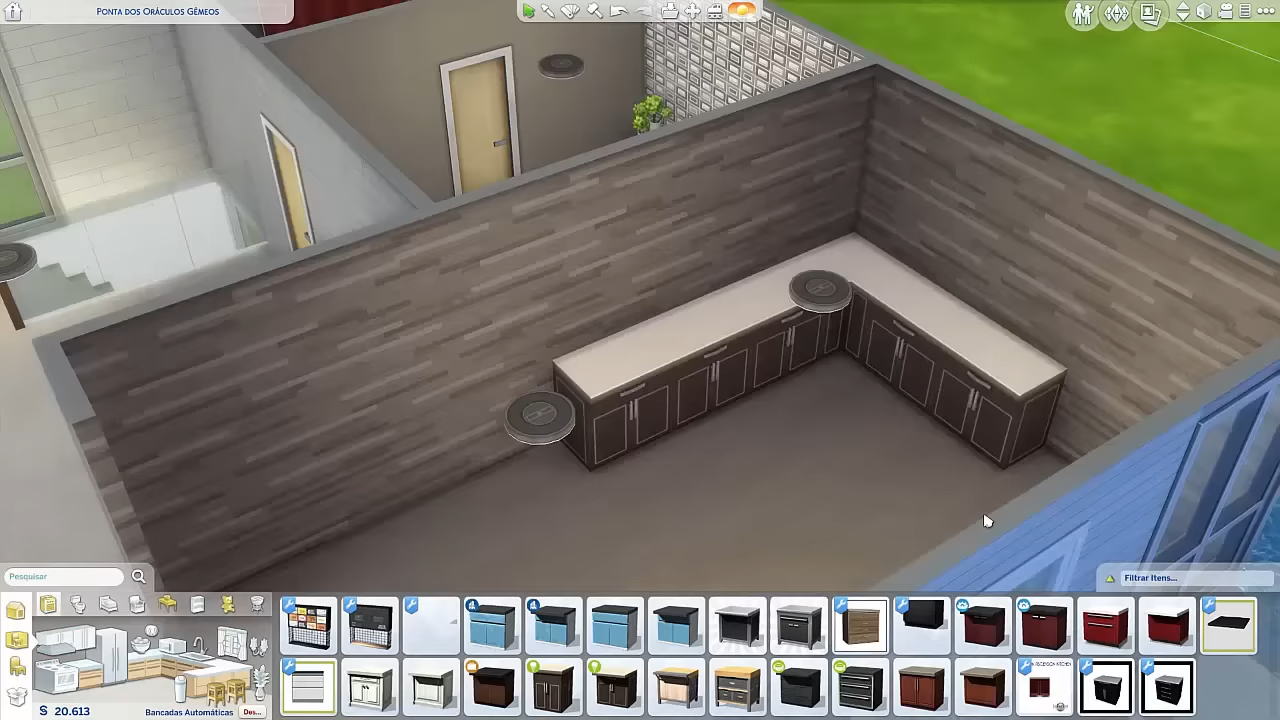 PONTA DOS ORÁCULOS GÊMEOS
Pesquisar
Filtrar Itens...
S 20.613
Bancadas Automáticas
Des...